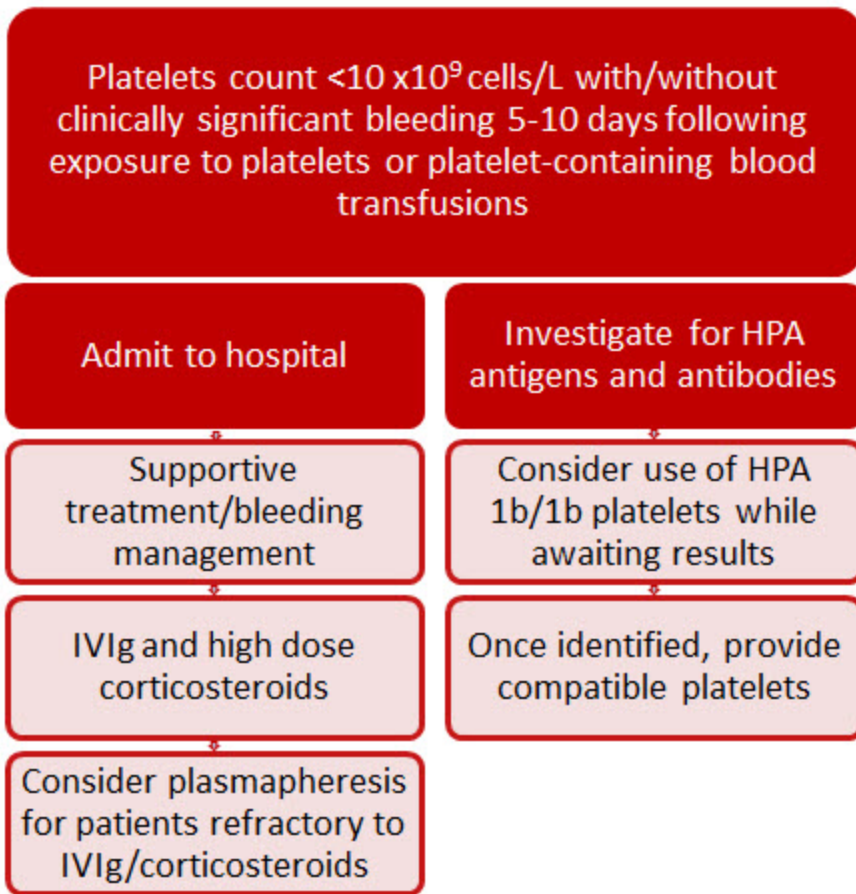 Platelets count <10 x10⁹ cells/L with/without
clinically significant bleeding 5-10 days following
exposure to platelets or platelet-containing blood
transfusions
Admit to hospital
Supportive
treatment/bleeding
management
IVIg and high dose
corticosteroids
Consider plasmapheresis
for patients refractory to
IVIg/corticosteroids
Investigate for HPA
antigens and antibodies
Consider use of HPA
1b/1b platelets while
awaiting results
Once identified, provide
compatible platelets